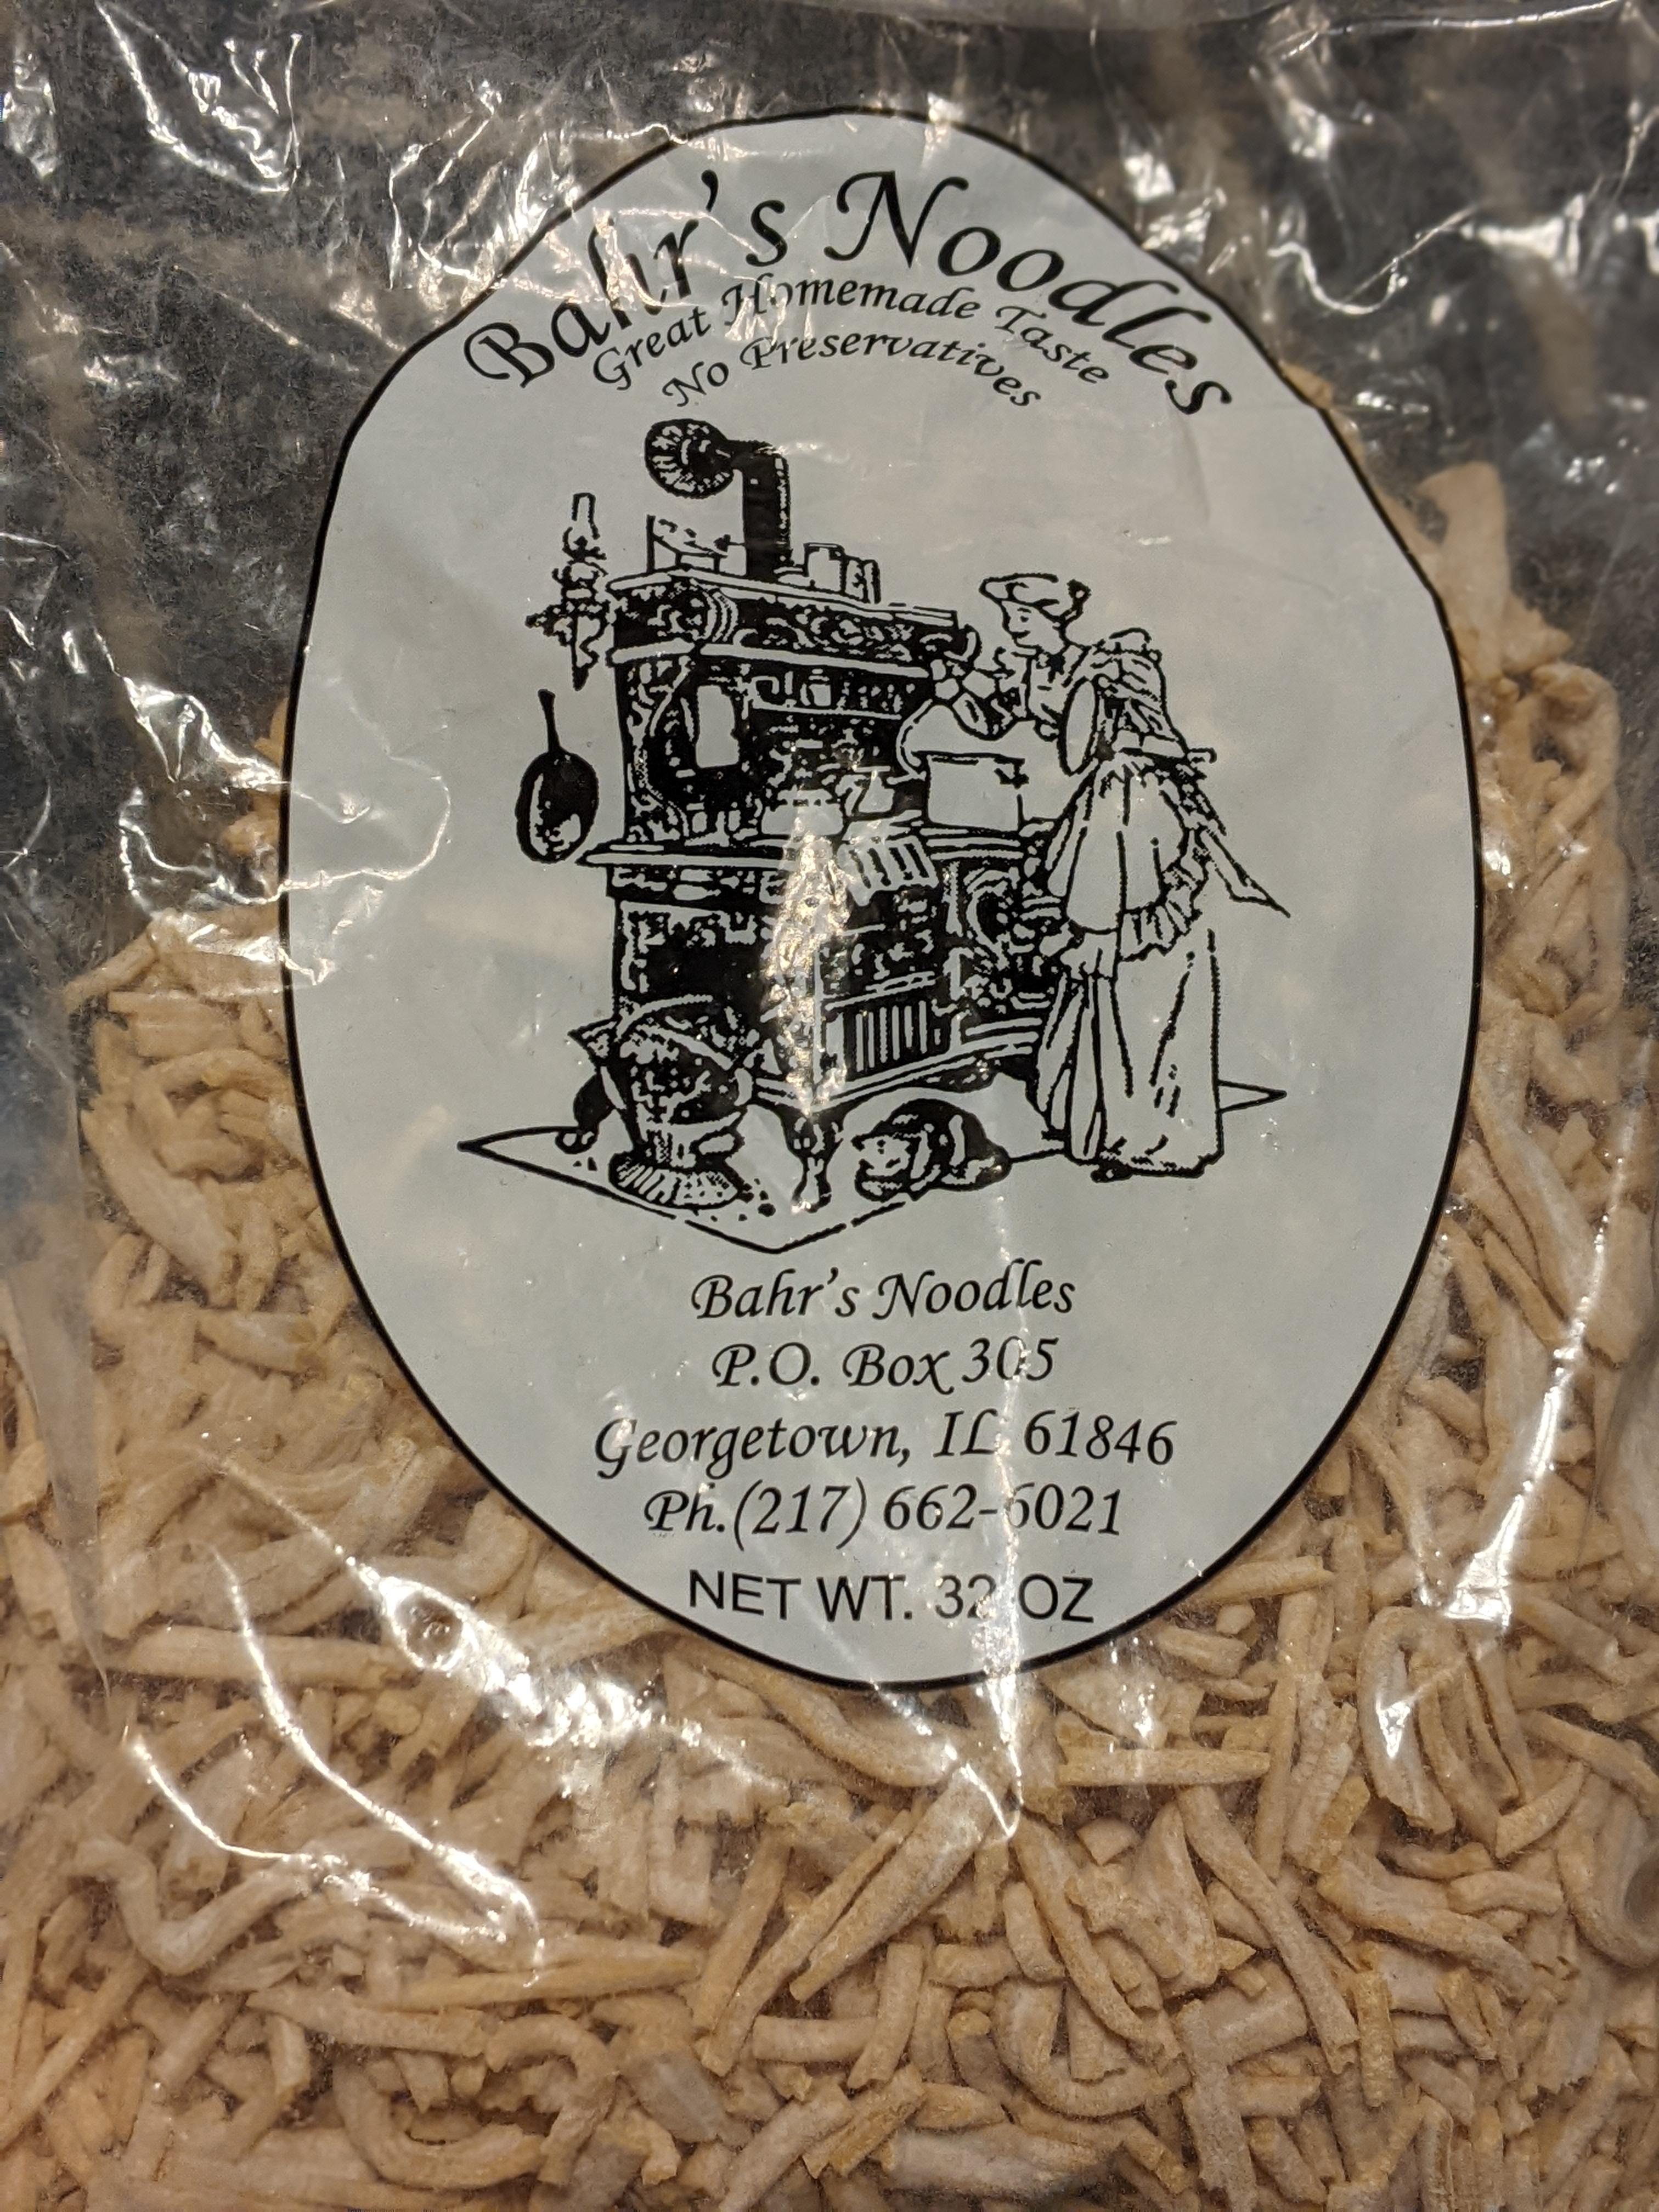 Bahr's Noodles
Great Homemade Taste
No Preservatives
Bahr's Noodles
P.O. Box 305
Georgetown, IL 61846
Ph.(217) 662-6021
NET WT. 32 OZ